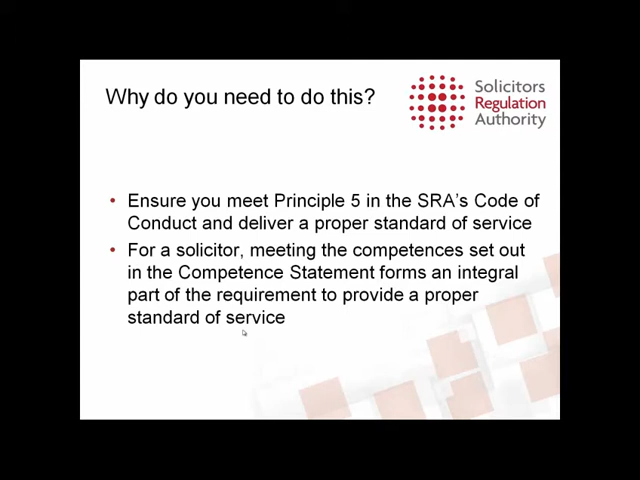 Why do you need to do this?
Solicitors
Regulation
Authority
• Ensure you meet Principle 5 in the SRA's Code of
Conduct and deliver a proper standard of service
• For a solicitor, meeting the competences set out
in the Competence Statement forms an integral
part of the requirement to provide a proper
standard of service